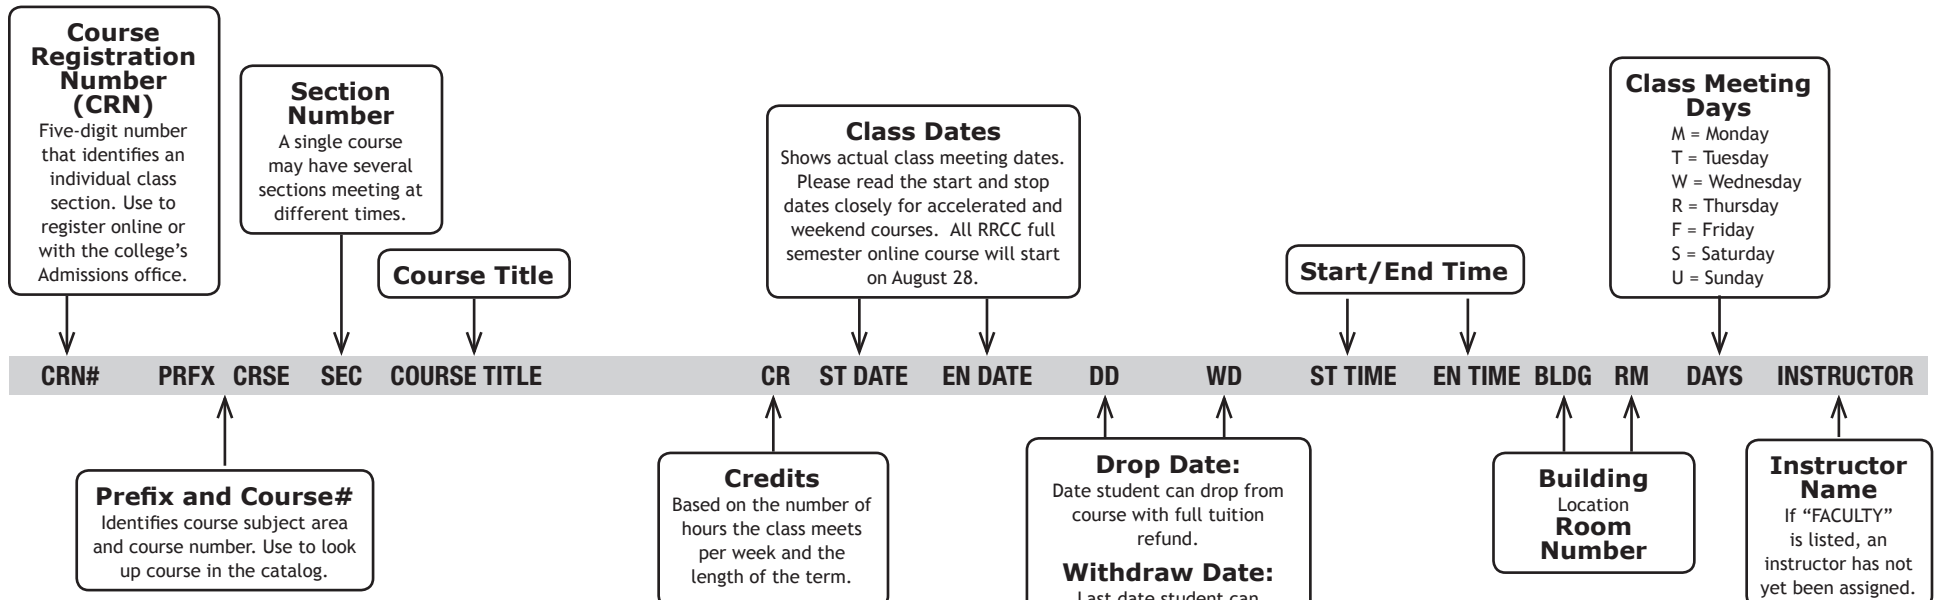 Course
Registration
Number
(CRN)
Five-digit number
that identifies an
individual class
section. Use to
register online or
with the college’s
Admissions office.
Section
Number
A single course
may have several
sections meeting at
different times.
Course Title
Class Dates
Shows actual class meeting dates.
Please read the start and stop
dates closely for accelerated and
weekend courses.  All RRCC full
semester online course will start
on August 28.
Start/End Time
Class Meeting
Days
M = Monday
T = Tuesday
W = Wednesday
R = Thursday
F = Friday
S = Saturday
U = Sunday
CRN# PRFX CRSE SEC COURSE TITLE CR ST DATE EN DATE DD WD ST TIME EN TIME BLDG RM DAYS INSTRUCTOR
Prefix and Course#
Identifies course subject area
and course number. Use to look
up course in the catalog.
Credits
Based on the number of
hours the class meets
per week and the
length of the term.
Drop Date:
Date student can drop from
course with full tuition
refund.
Withdraw Date:
Last date student can
Building
Location
Room
Number
Instructor
Name
If “FACULTY”
is listed, an
instructor has not
yet been assigned.